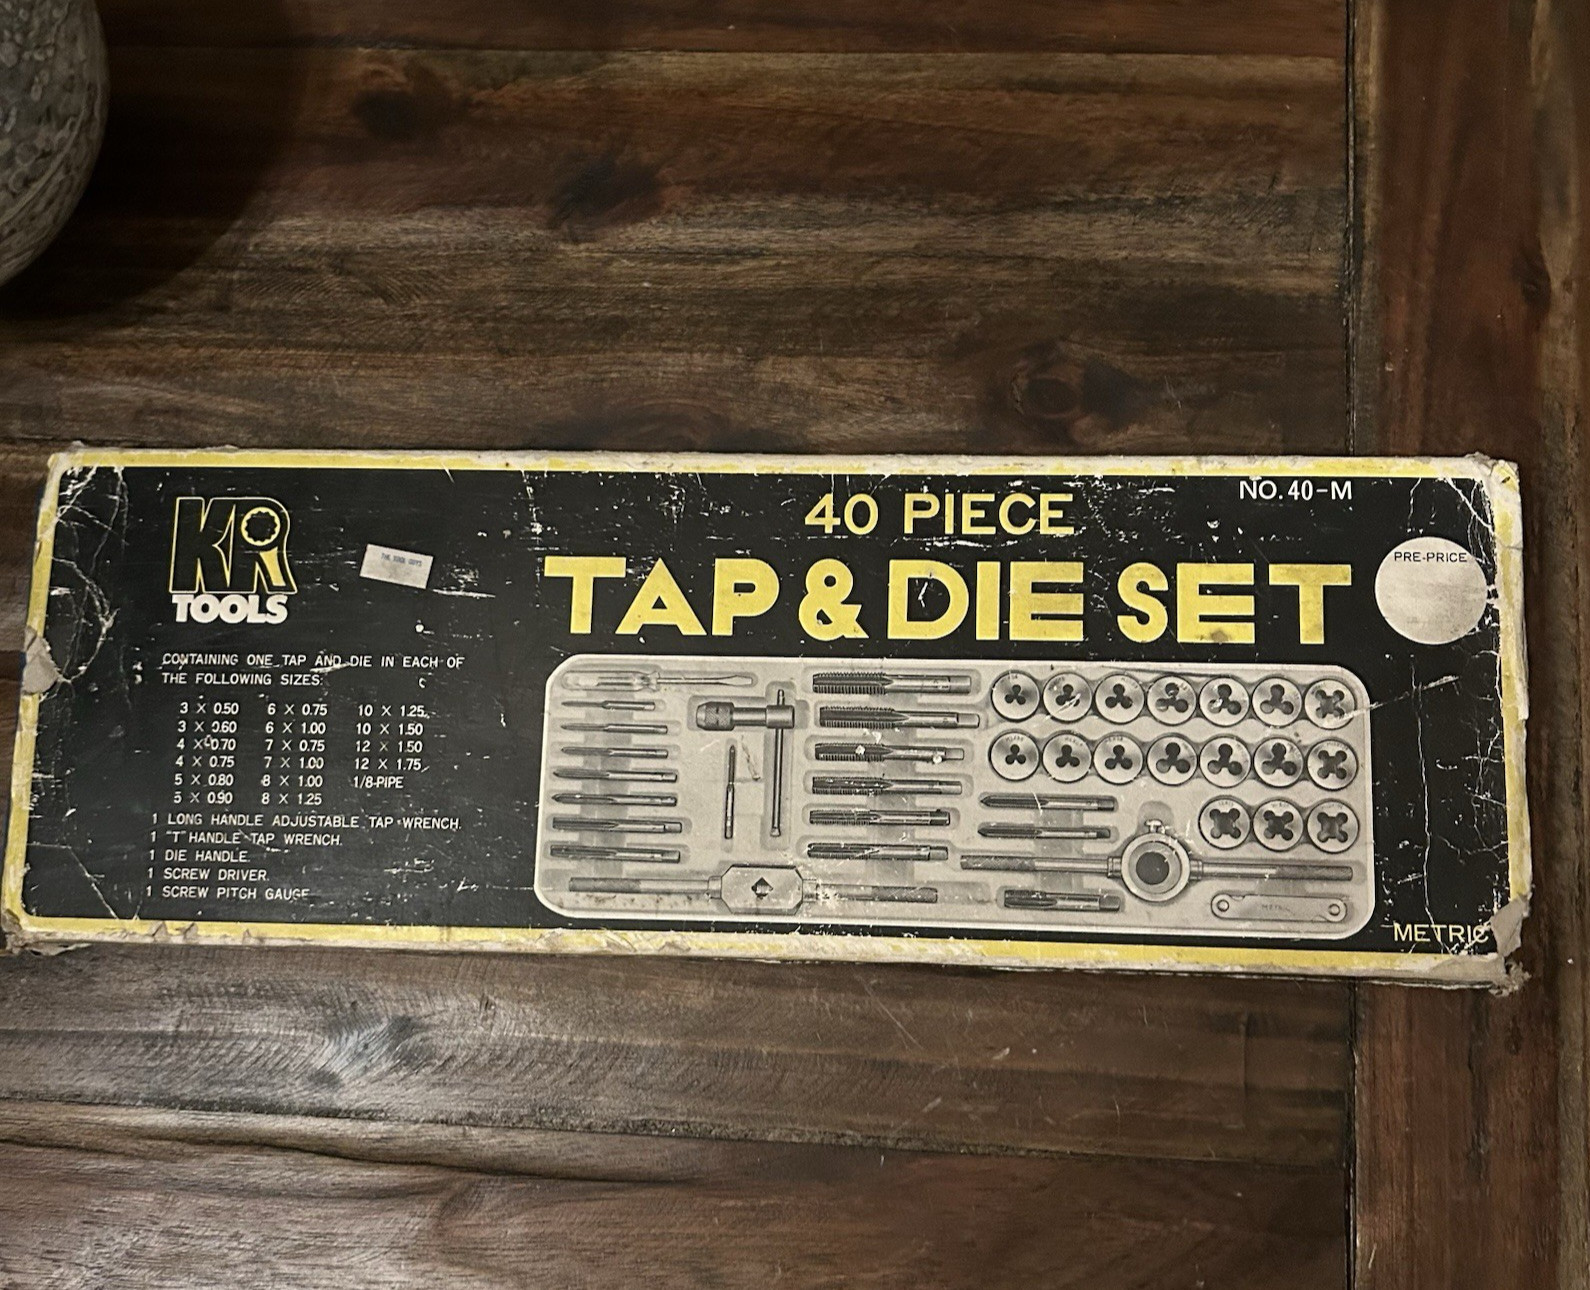 KR
TOOLS
40 PIECE
NO. 40-M
TAP & DIE SET
PRE-PRICE
CONTAINING ONE TAP AND DIE IN EACH OF
THE FOLLOWING SIZES:
3 X 0.50 6 X 0.75 10 X 1.25
3 X 0.60 6 X 1.00 10 X 1.50
4 X 0.70 7 X 0.75 12 X 1.50
4 X 0.75 7 X 1.00 12 X 1.75
5 X 0.80 8 X 1.00 1/8-PIPE
5 X 0.90 8 X 1.25
1 LONG HANDLE ADJUSTABLE TAP WRENCH.
1 "T" HANDLE TAP WRENCH.
1 DIE HANDLE.
1 SCREW DRIVER.
1 SCREW PITCH GAUGE
METRIC